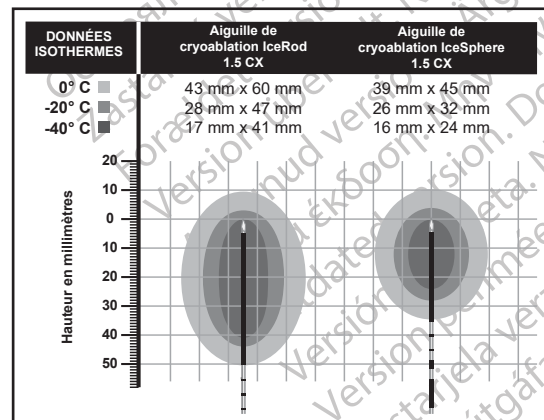 DONNÉES
ISOTHERMES
Aiguille de
cryoablation IceRod
1.5 CX
Aiguille de
cryoablation IceSphere
1.5 CX
0° C
43 mm x 60 mm
39 mm x 45 mm
-20° C
28 mm x 47 mm
26 mm x 32 mm
-40° C
17 mm x 41 mm
16 mm x 24 mm
Hauteur en millimètres
20
10
0
10
20
30
40
50